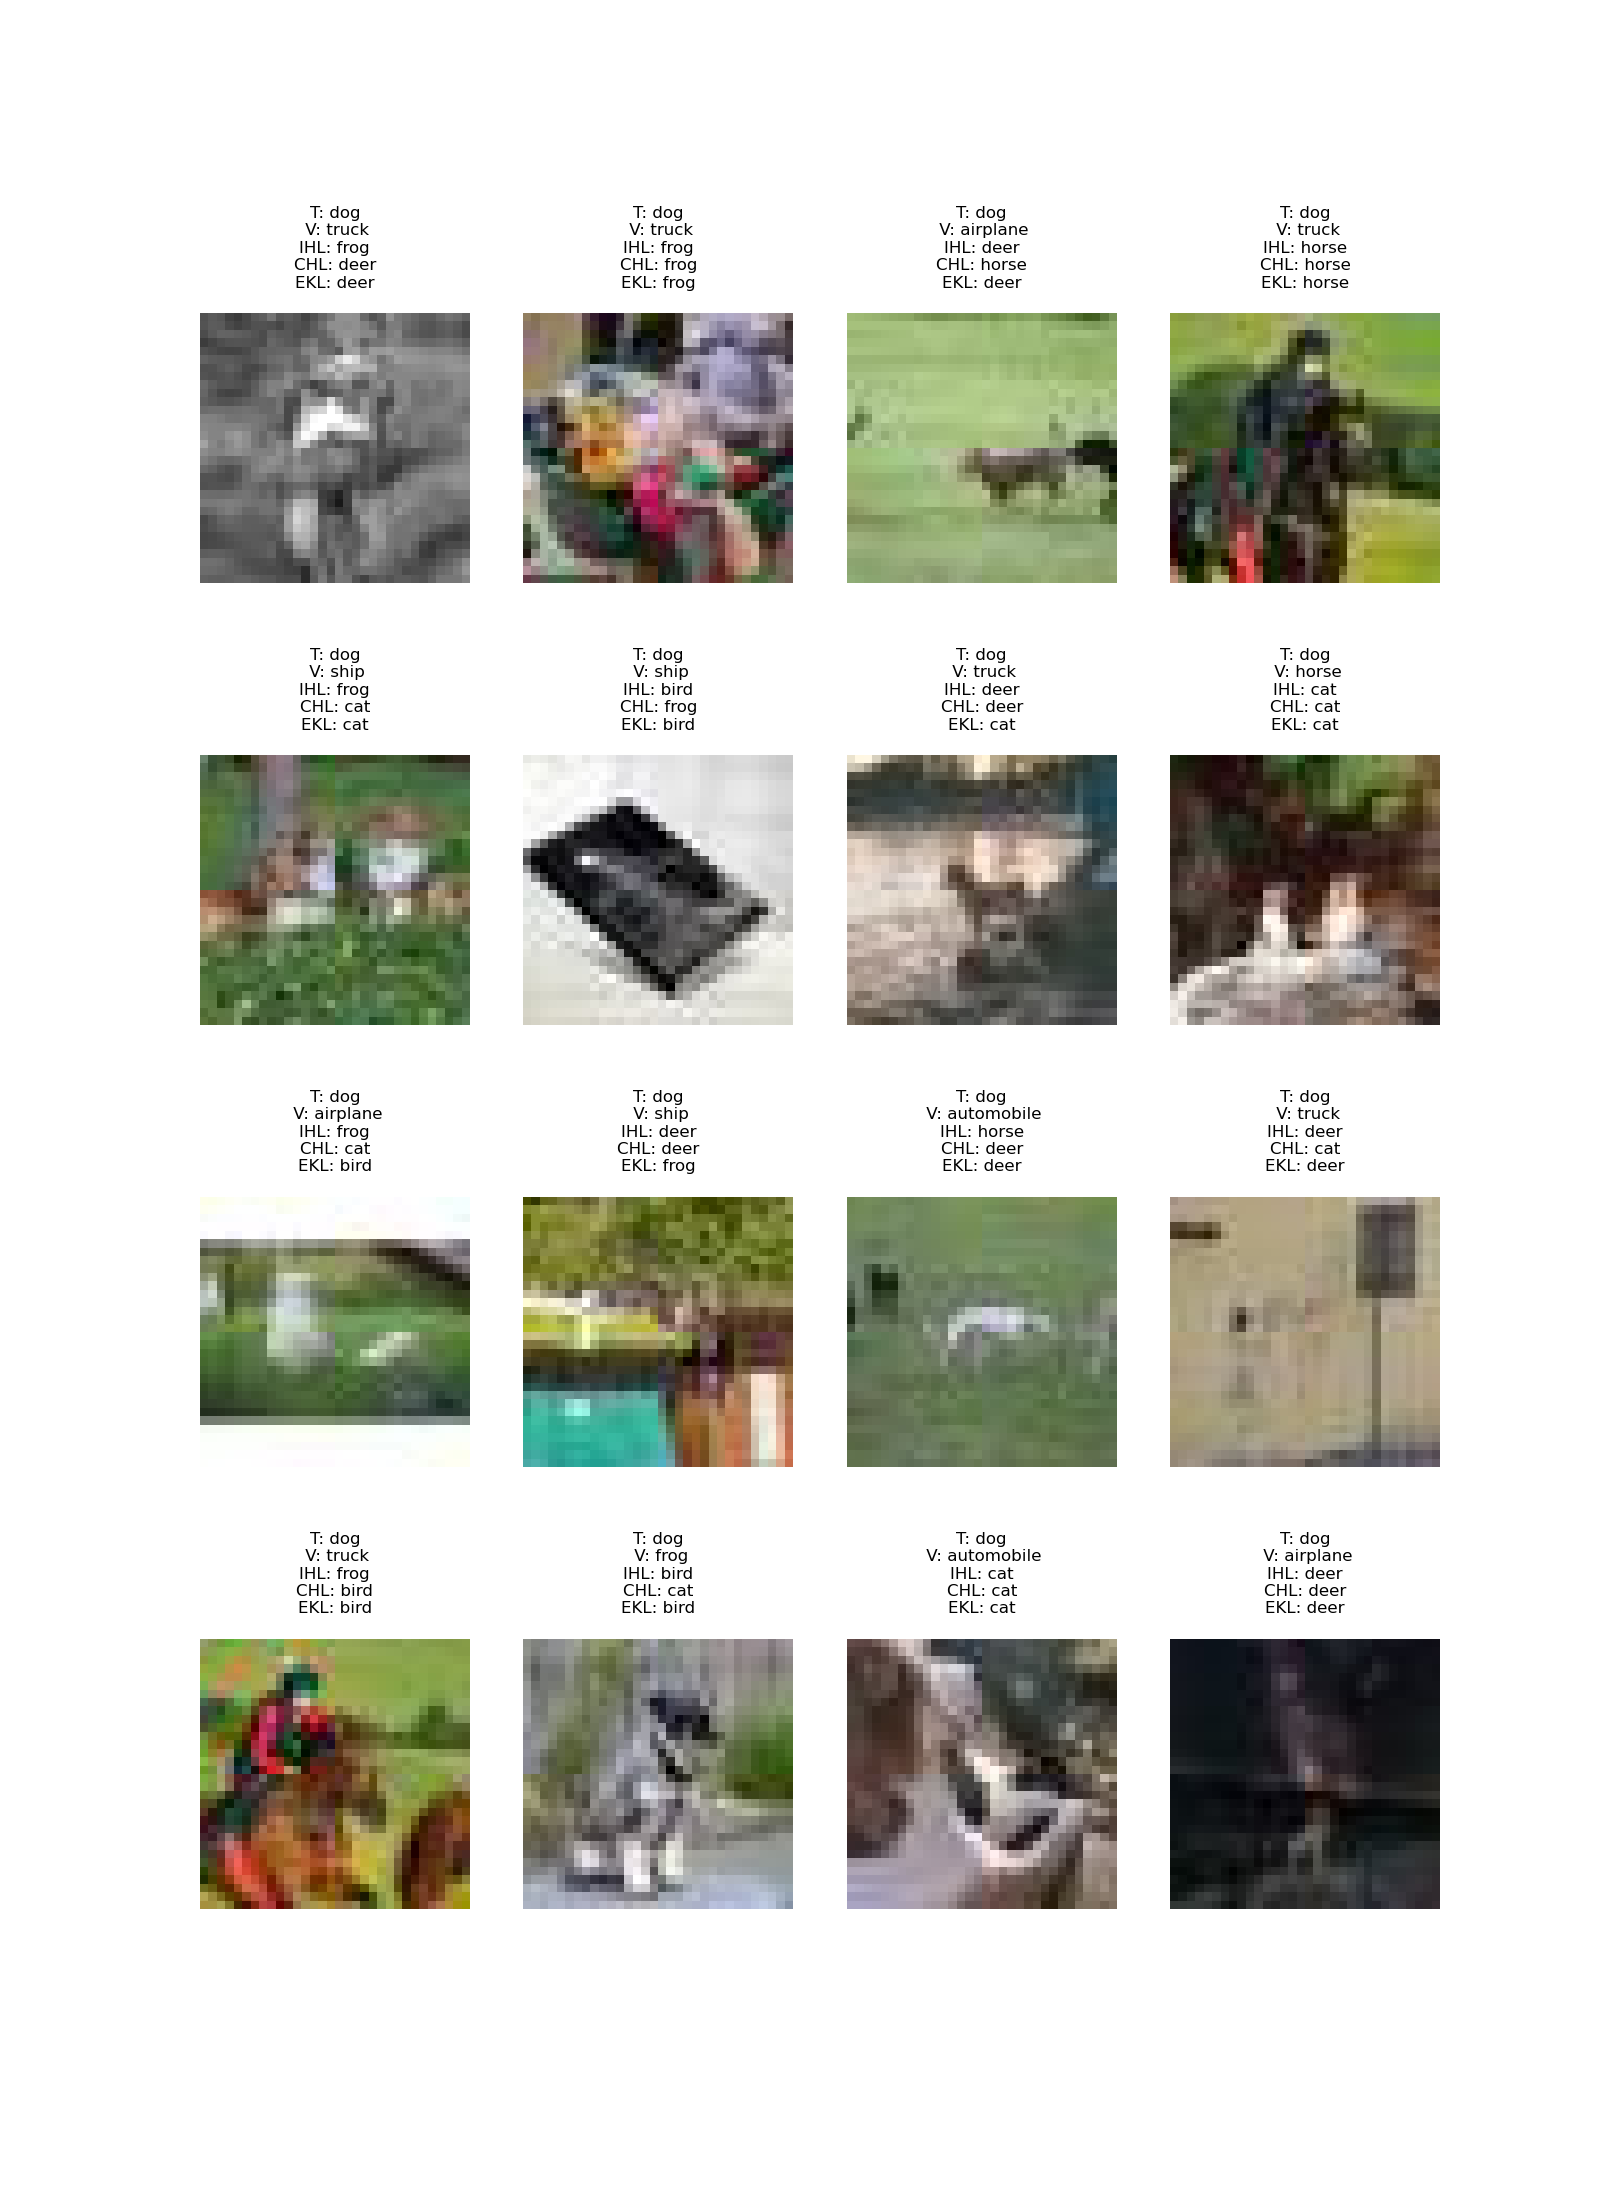 T: dog
V: truck
IHL: frog
CHL: deer
EKL: deer
T: dog
V: truck
IHL: frog
CHL: frog
EKL: frog
T: dog
V: airplane
IHL: deer
CHL: horse
EKL: deer
T: dog
V: truck
IHL: horse
CHL: horse
EKL: horse
T: dog
V: ship
IHL: frog
CHL: cat
EKL: cat
T: dog
V: ship
IHL: bird
CHL: frog
EKL: bird
T: dog
V: truck
IHL: deer
CHL: deer
EKL: cat
T: dog
V: horse
IHL: cat
CHL: cat
EKL: cat
T: dog
V: airplane
IHL: frog
CHL: cat
EKL: bird
T: dog
V: ship
IHL: deer
CHL: deer
EKL: frog
T: dog
V: automobile
IHL: horse
CHL: deer
EKL: deer
T: dog
V: truck
IHL: deer
CHL: cat
EKL: deer
T: dog
V: truck
IHL: frog
CHL: bird
EKL: bird
T: dog
V: frog
IHL: bird
CHL: cat
EKL: bird
T: dog
V: automobile
IHL: cat
CHL: cat
EKL: cat
T: dog
V: airplane
IHL: deer
CHL: deer
EKL: deer